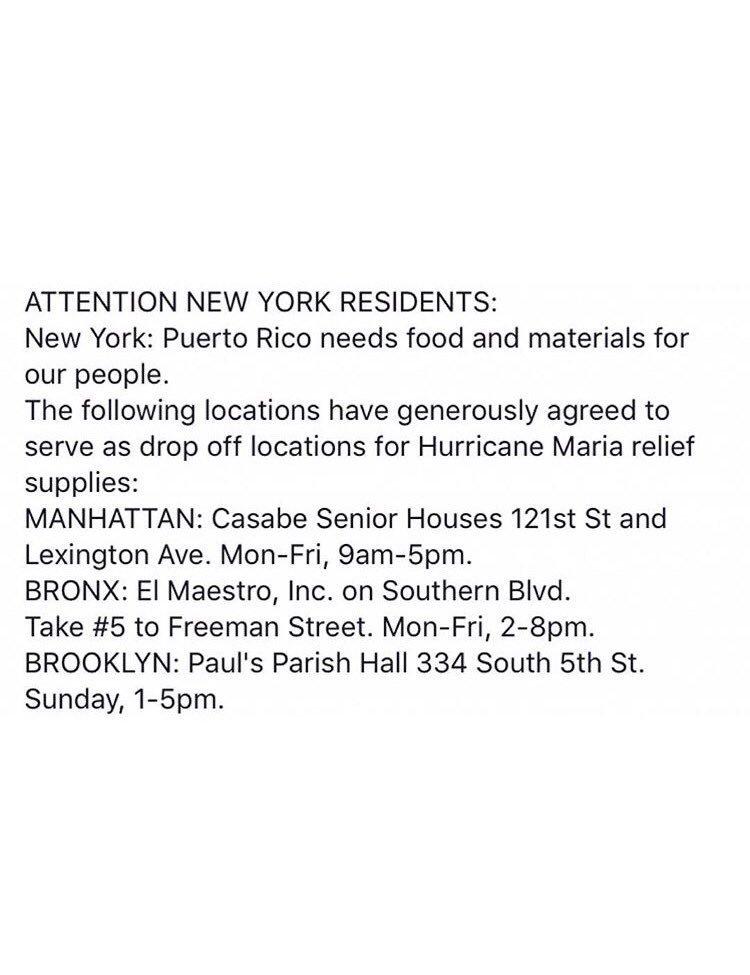 ATTENTION NEW YORK RESIDENTS:
New York: Puerto Rico needs food and materials for
our people.
The following locations have generously agreed to
serve as drop off locations for Hurricane Maria relief
supplies:
MANHATTAN: Casabe Senior Houses 121st St and
Lexington Ave. Mon-Fri, 9am-5pm.
BRONX: El Maestro, Inc. on Southern Blvd.
Take #5 to Freeman Street. Mon-Fri, 2-8pm.
BROOKLYN: Paul's Parish Hall 334 South 5th St.
Sunday, 1-5pm.